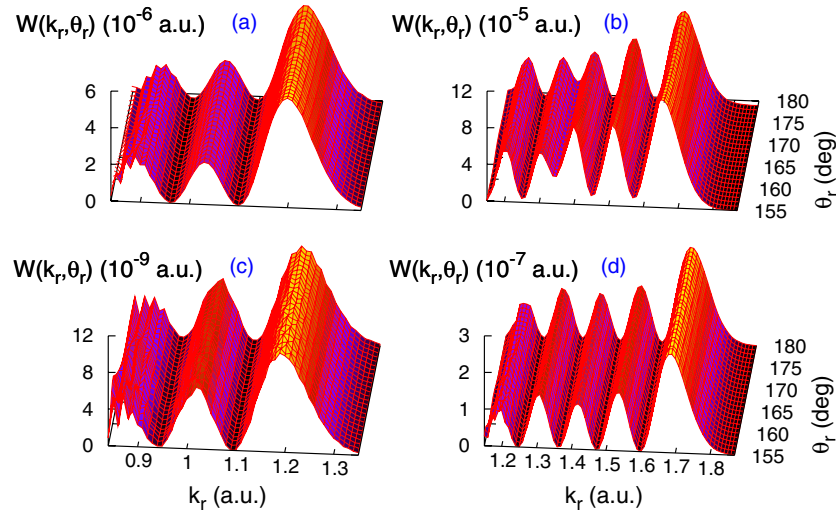 W(k_r,θ_r) (10^-6 a.u.) (a)
6
4
2
0
W(k_r,θ_r) (10^-5 a.u.) (b)
12
8
4
0
180
175
170
165
160
155
θ_r (deg)
W(k_r,θ_r) (10^-9 a.u.) (c)
12
8
4
0
0.9 1 1.1 1.2 1.3
k_r (a.u.)
W(k_r,θ_r) (10^-7 a.u.) (d)
3
2
1
0
1.2 1.3 1.4 1.5 1.6 1.7 1.8
k_r (a.u.)
180
175
170
165
160
155
θ_r (deg)